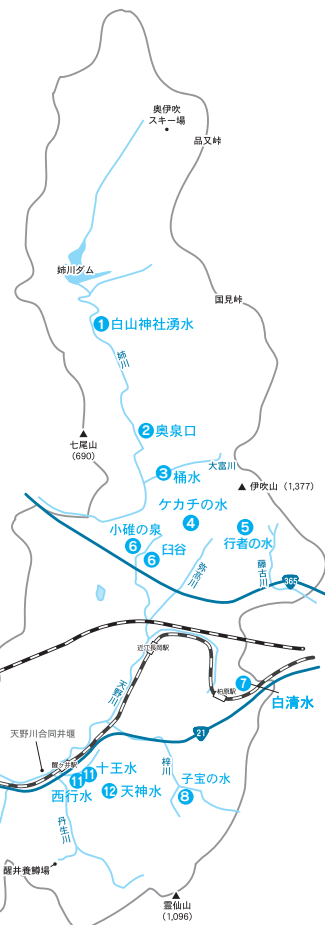 奥伊吹
スキー場
品又峠
姉川ダム
国見峠
1 白山神社湧水
姉川
2 奥泉口
七尾山
(690)
大富川
3 桶水
伊吹山 (1,377)
ケカチの水
4
5
行者の水
小碓の泉
6
6 臼谷
弥高川
藤古川
365
近江長岡駅
天野川
7
柏原駅
白清水
天野川合同井堰
21
醒ヶ井駅
梓川
11 11 十王水
西行水
12 天神水
子宝の水
8
丹生川
醒井養鱒場
霊仙山
(1,096)